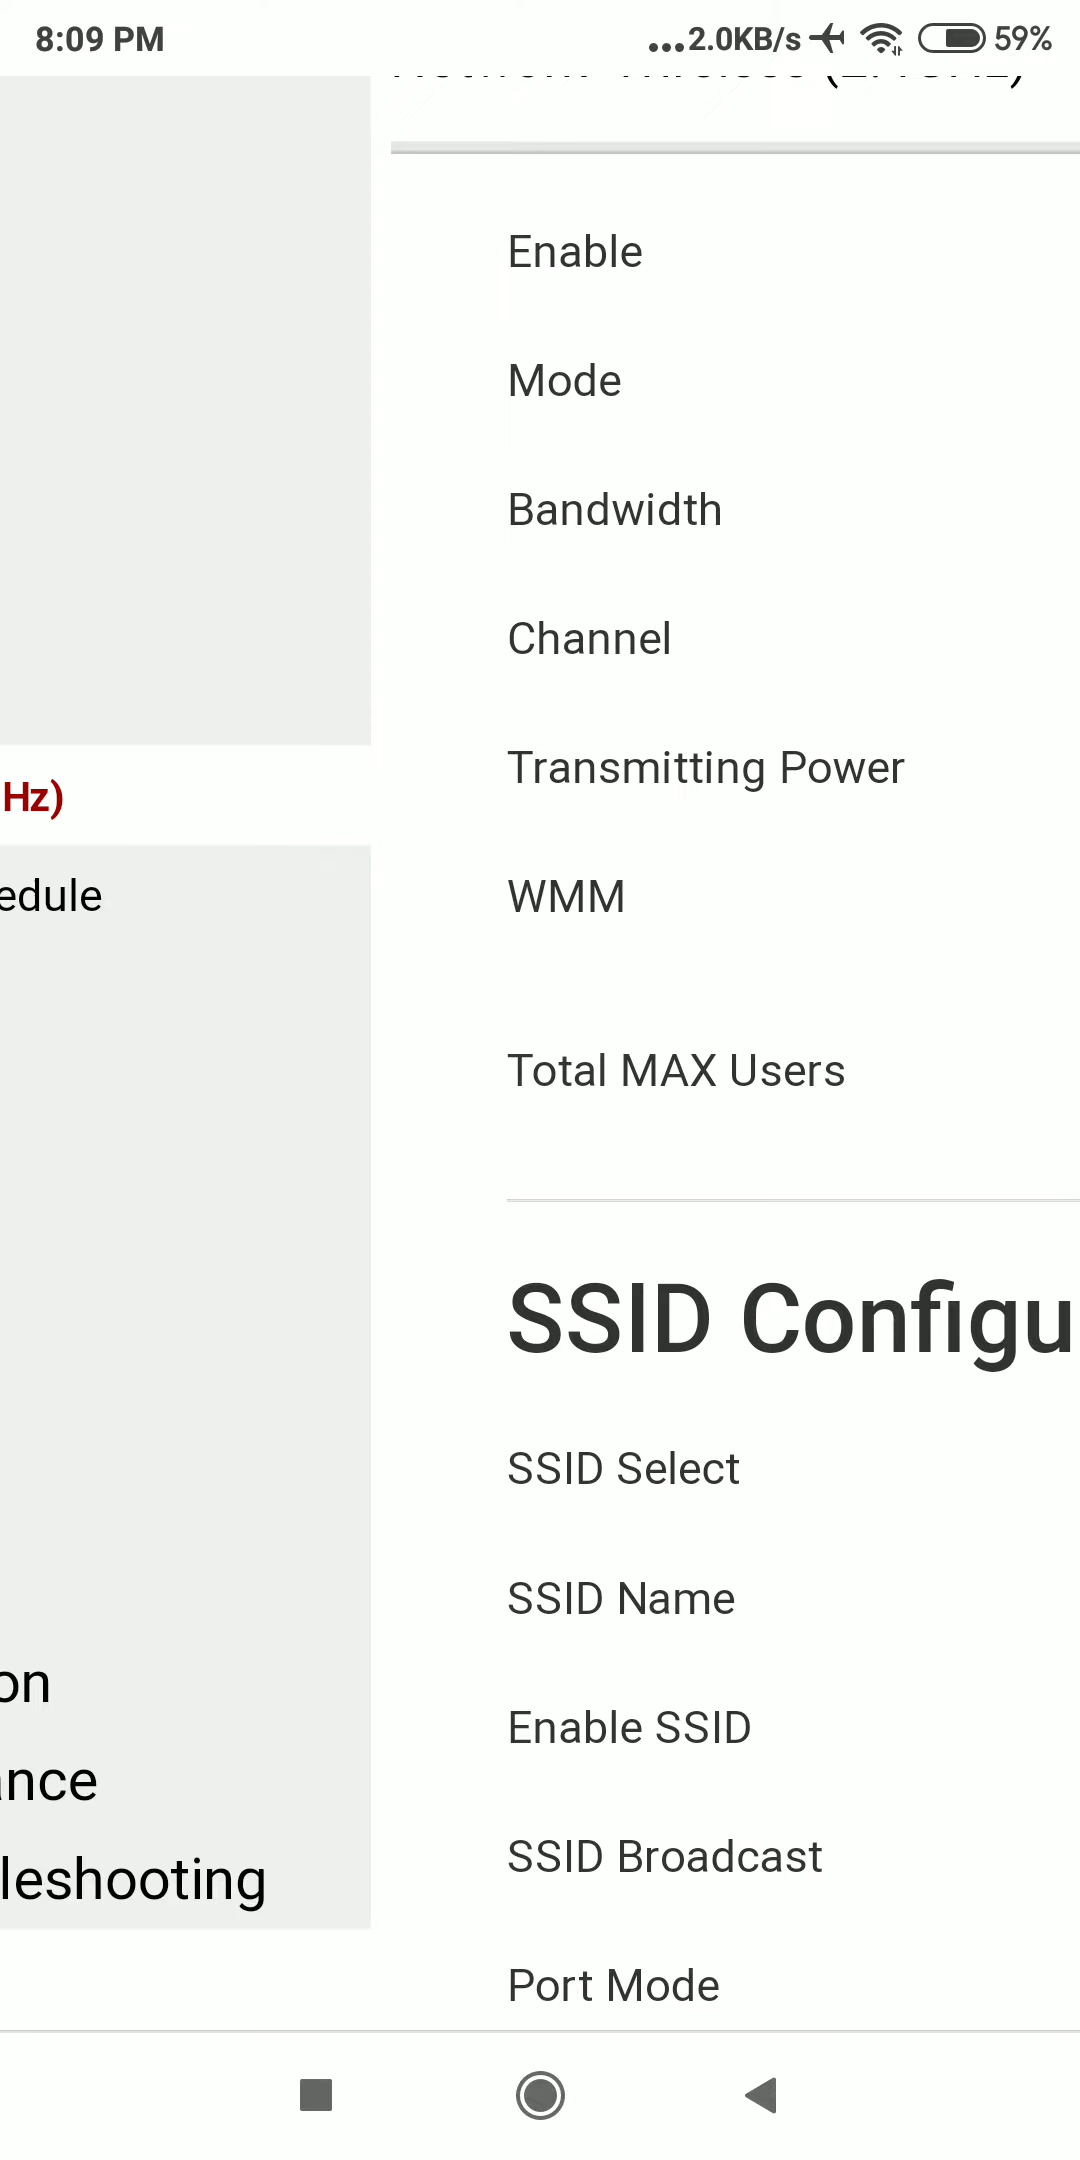 8:09 PM
...2.0KB/s 59%
Enable
Mode
Bandwidth
Channel
Transmitting Power
Hz)
WMM
edule
Total MAX Users
SSID Configu
SSID Select
SSID Name
on
Enable SSID
ance
SSID Broadcast
leshooting
Port Mode